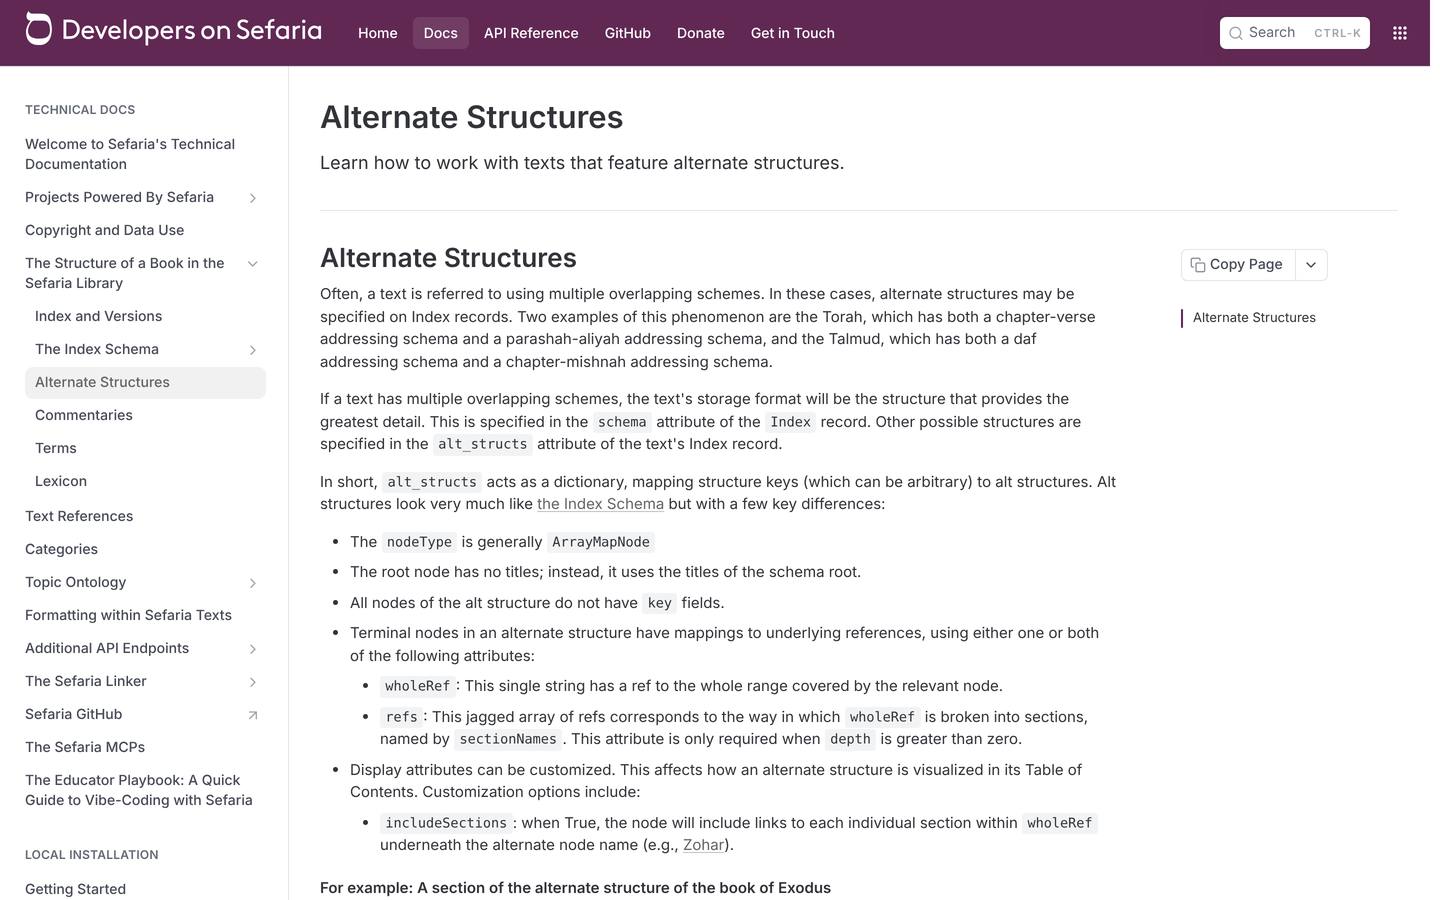 Developers on Sefaria
Home
Docs
API Reference
GitHub
Donate
Get in Touch
Search
CTRL-K
TECHNICAL DOCS
Welcome to Sefaria's Technical
Documentation
Projects Powered By Sefaria
Copyright and Data Use
The Structure of a Book in the
Sefaria Library
Index and Versions
The Index Schema
Alternate Structures
Commentaries
Terms
Lexicon
Text References
Categories
Topic Ontology
Formatting within Sefaria Texts
Additional API Endpoints
The Sefaria Linker
Sefaria GitHub
The Sefaria MCPs
The Educator Playbook: A Quick
Guide to Vibe-Coding with Sefaria
LOCAL INSTALLATION
Getting Started
Alternate Structures
Learn how to work with texts that feature alternate structures.
Alternate Structures
Often, a text is referred to using multiple overlapping schemes. In these cases, alternate structures may be
specified on Index records. Two examples of this phenomenon are the Torah, which has both a chapter-verse
addressing schema and a parashah-aliyah addressing schema, and the Talmud, which has both a daf
addressing schema and a chapter-mishnah addressing schema.
If a text has multiple overlapping schemes, the text's storage format will be the structure that provides the
greatest detail. This is specified in the schema attribute of the Index record. Other possible structures are
specified in the alt_structs attribute of the text's Index record.
In short, alt_structs acts as a dictionary, mapping structure keys (which can be arbitrary) to alt structures. Alt
structures look very much like the Index Schema but with a few key differences:
• The nodeType is generally ArrayMapNode
• The root node has no titles; instead, it uses the titles of the schema root.
• All nodes of the alt structure do not have key fields.
• Terminal nodes in an alternate structure have mappings to underlying references, using either one or both
of the following attributes:
• wholeRef: This single string has a ref to the whole range covered by the relevant node.
• refs: This jagged array of refs corresponds to the way in which wholeRef is broken into sections,
named by sectionNames. This attribute is only required when depth is greater than zero.
• Display attributes can be customized. This affects how an alternate structure is visualized in its Table of
Contents. Customization options include:
• includeSections: when True, the node will include links to each individual section within wholeRef
underneath the alternate node name (e.g., Zohar).
For example: A section of the alternate structure of the book of Exodus
Copy Page
Alternate Structures